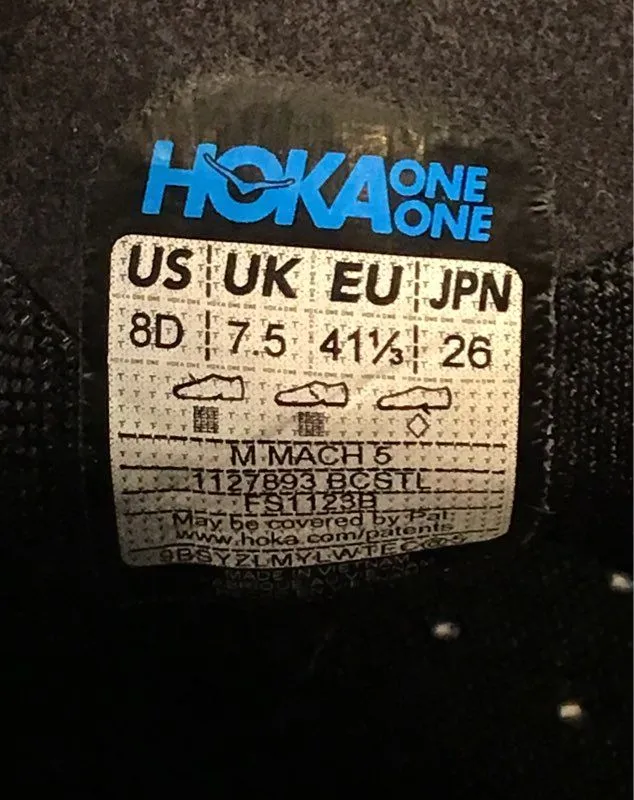 HOKA ONE ONE
US UK EU JPN
8D 7.5 41⅓ 26
M MACH 5
1127893 BCSTL
FS1123B
May be covered by Pat.
www.hoka.com/patents
MADE IN VIETNAM